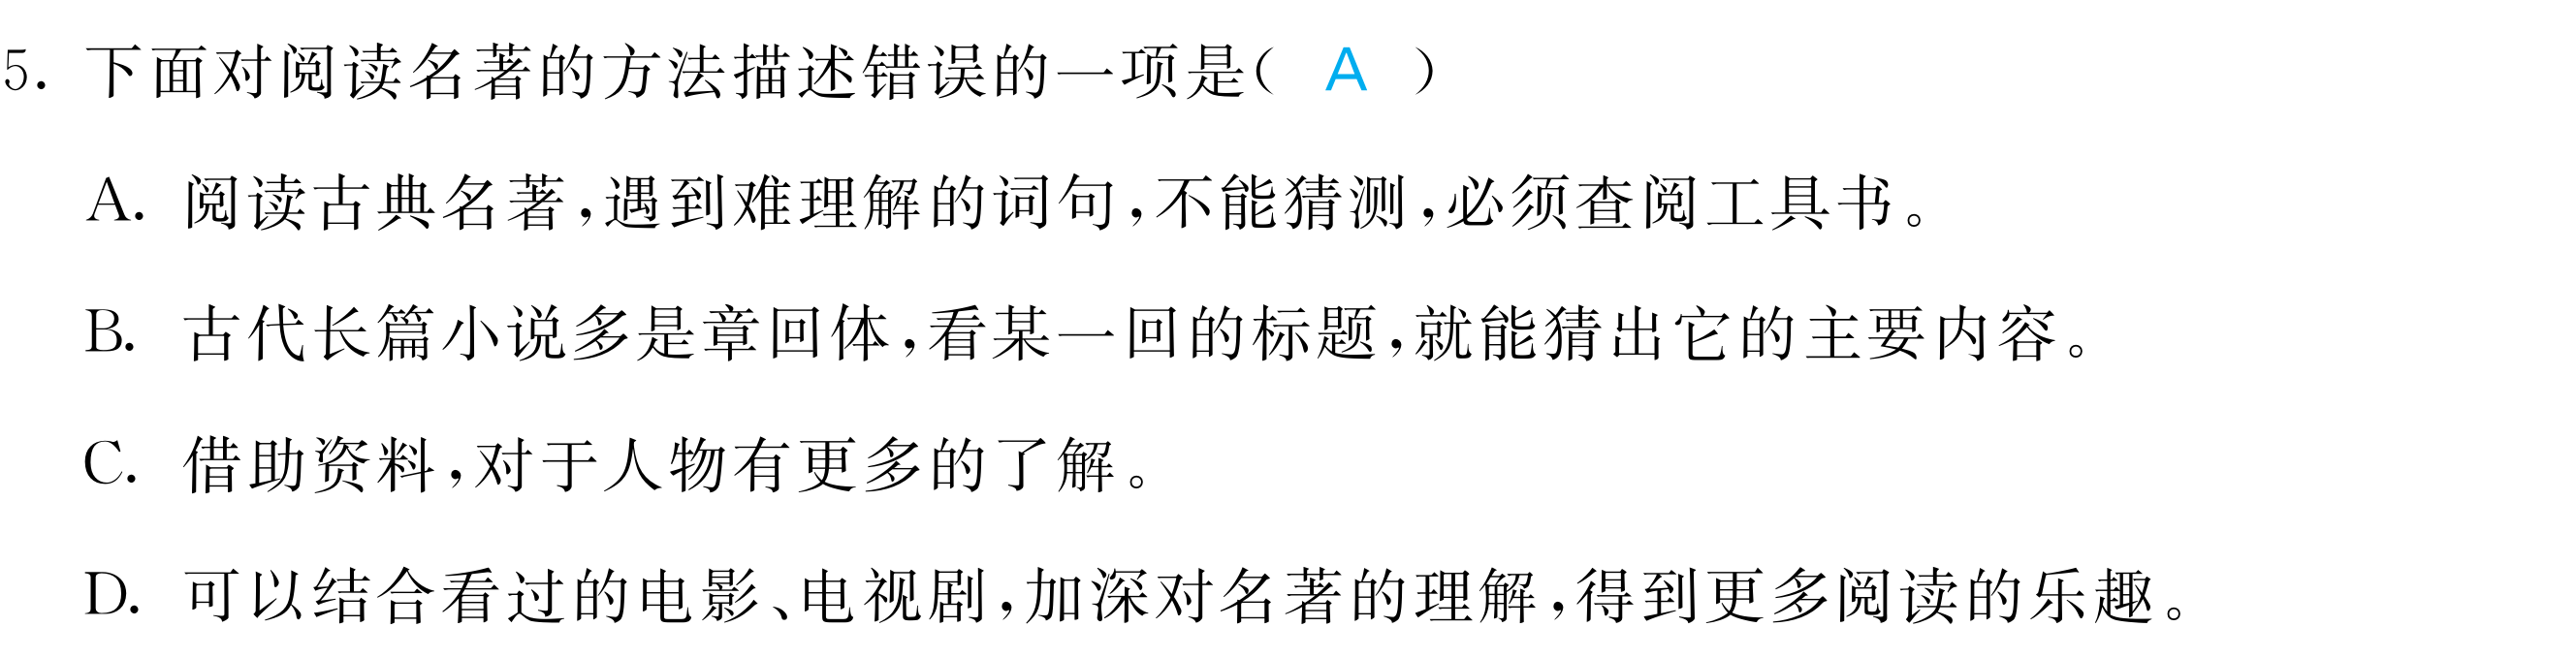 5. 下面对阅读名著的方法描述错误的一项是( A )
A. 阅读古典名著,遇到难理解的词句,不能猜测,必须查阅工具书。
B. 古代长篇小说多是章回体,看某一回的标题,就能猜出它的主要内容。
C. 借助资料,对于人物有更多的了解。
D. 可以结合看过的电影、电视剧,加深对名著的理解,得到更多阅读的乐趣。